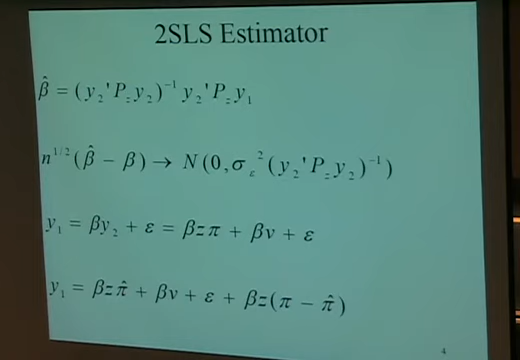 2SLS Estimator
β̂ = (y₂'P_z y₂)⁻¹ y₂'P_z y₁
n^{1/2}(β̂ − β) → N(0, σ_ε²(y₂'P_z y₂)⁻¹)
y₁ = βy₂ + ε = βzπ + βv + ε
y₁ = βzπ̂ + βv + ε + βz(π − π̂)
4